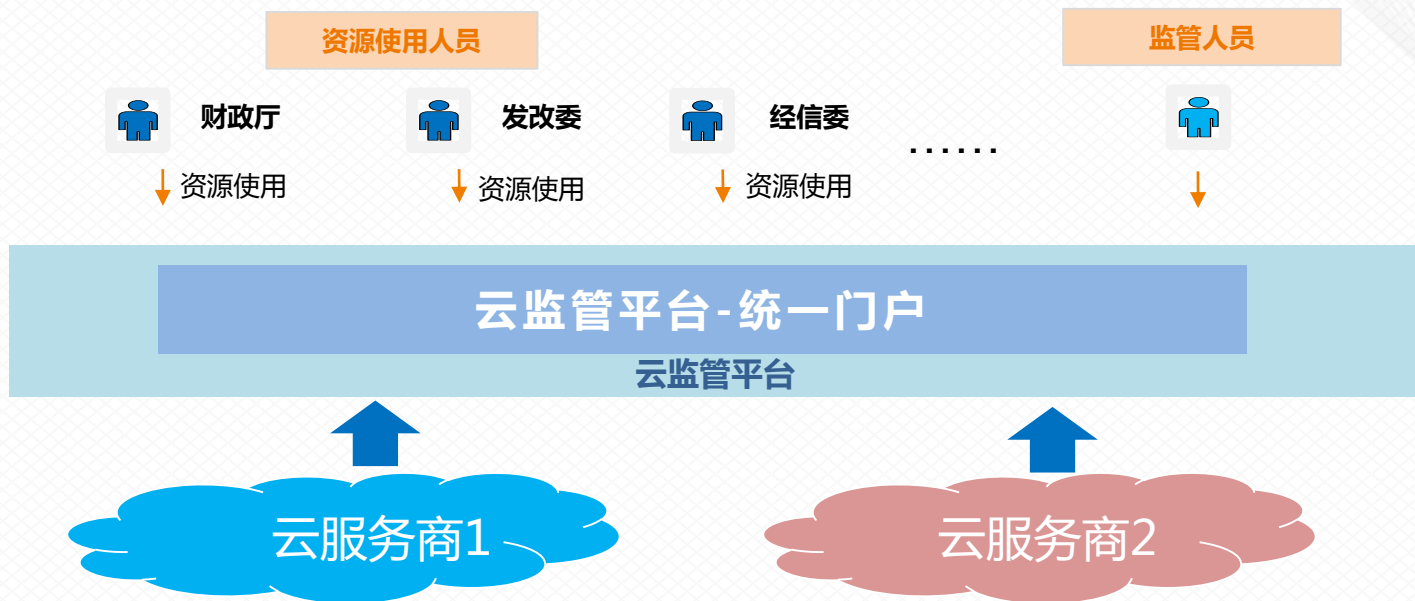 资源使用人员
监管人员
财政厅
发改委
经信委
......
资源使用
资源使用
资源使用
云监管平台-统一门户
云监管平台
云服务商1
云服务商2